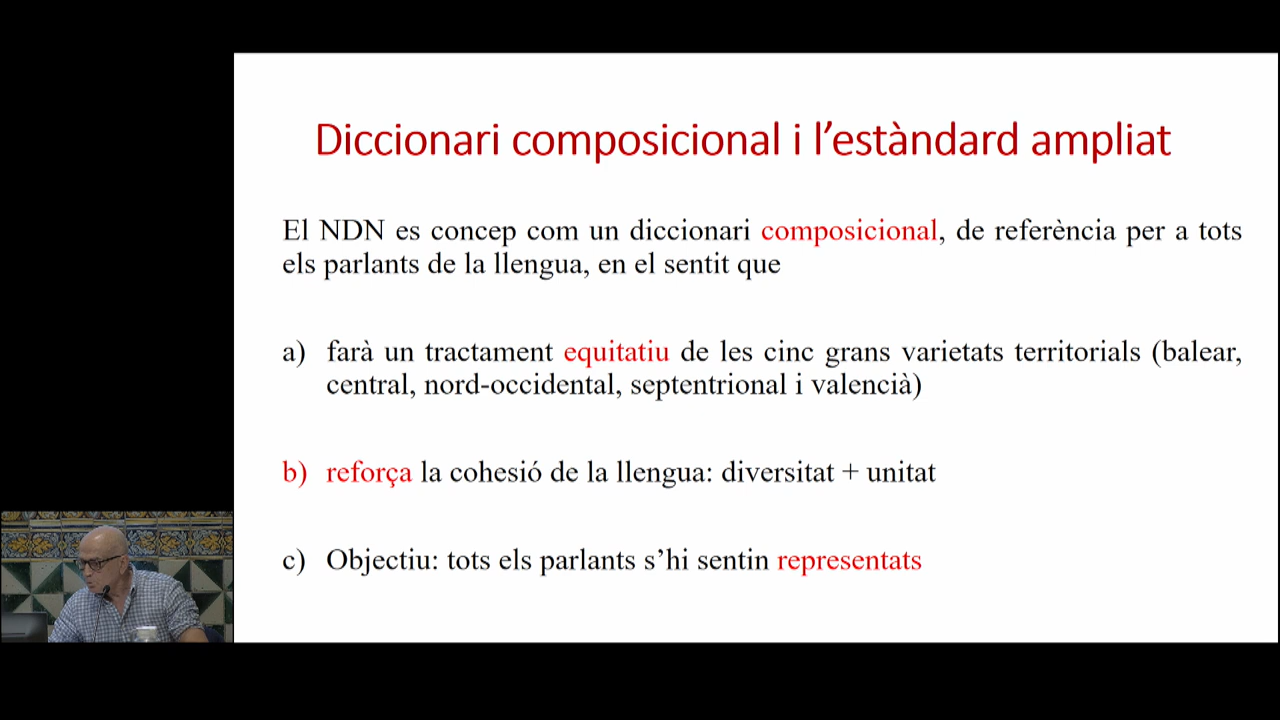 Diccionari composicional i l’estàndard ampliat
El NDN es concep com un diccionari composicional, de referència per a tots
els parlants de la llengua, en el sentit que
a) farà un tractament equitatiu de les cinc grans varietats territorials (balear,
central, nord-occidental, septentrional i valencià)
b) reforça la cohesió de la llengua: diversitat + unitat
c) Objectiu: tots els parlants s’hi sentin representats